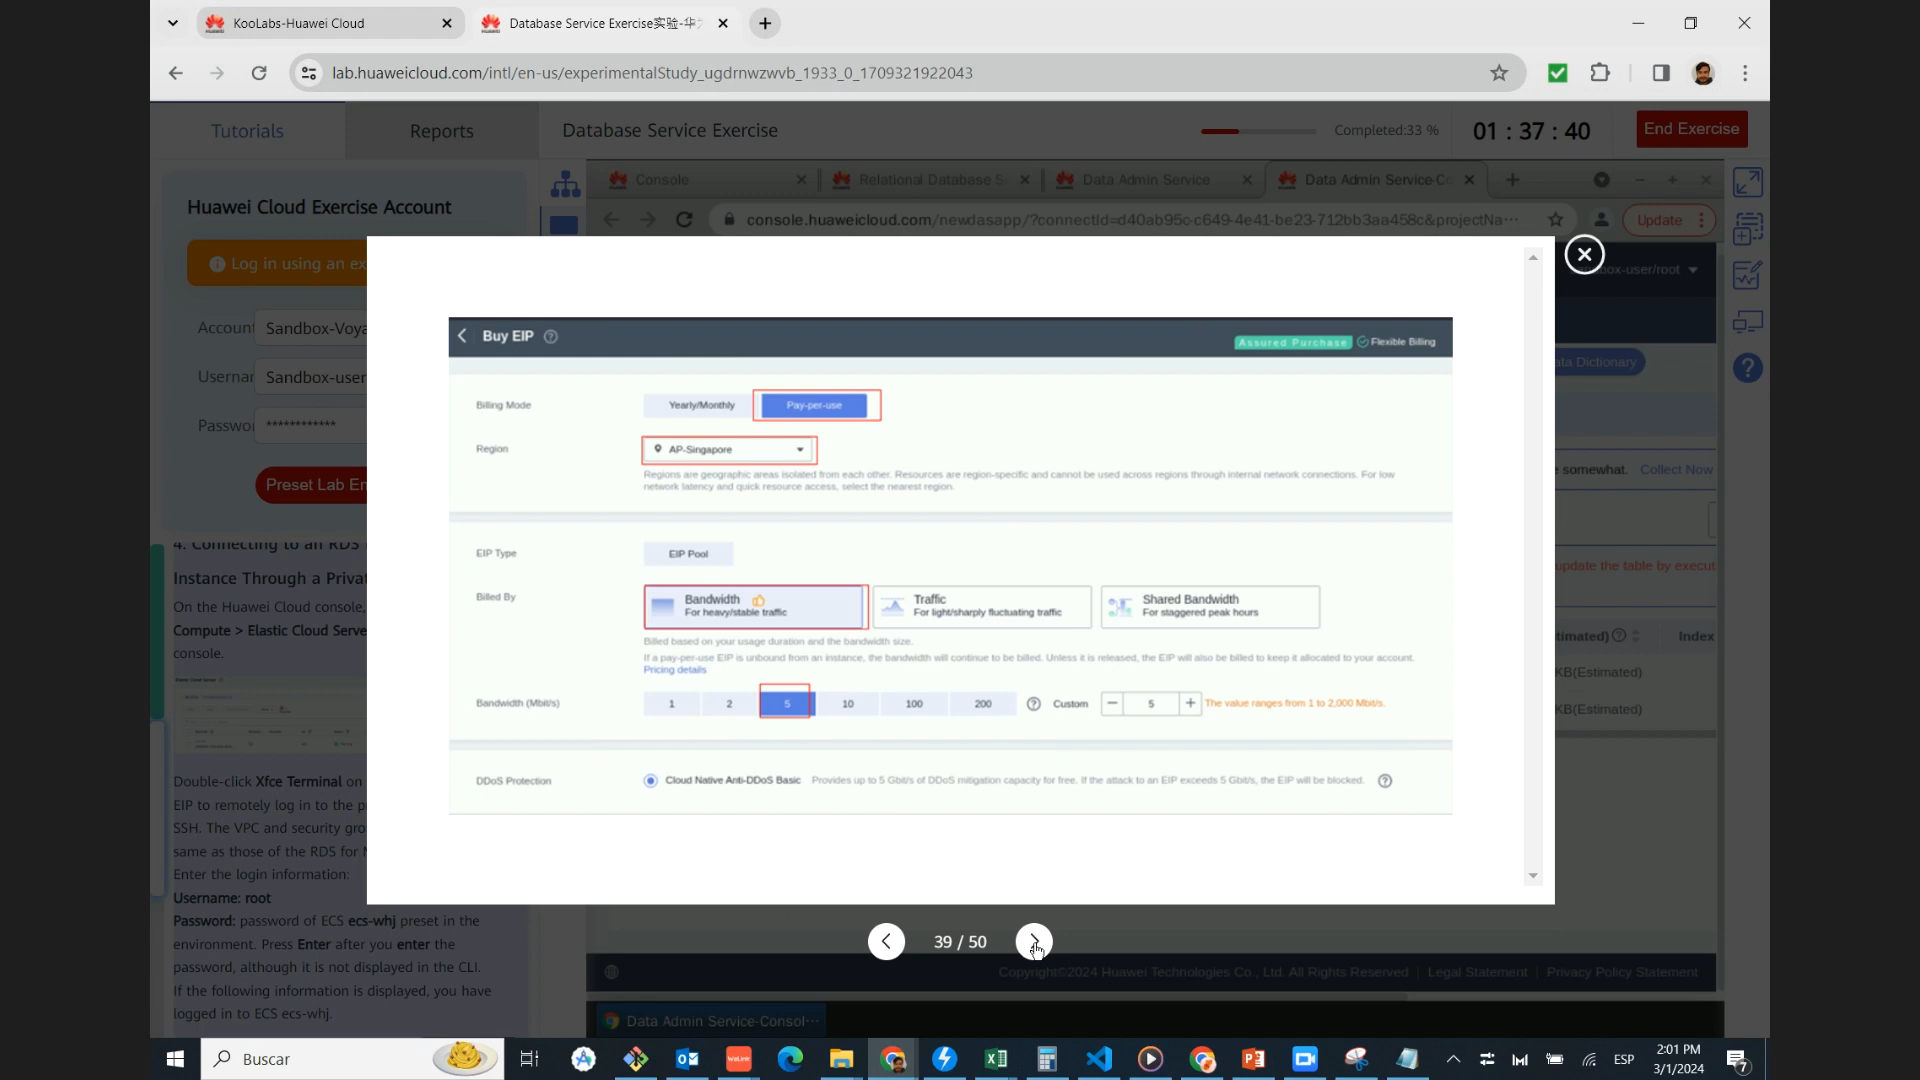 KooLabs-Huawei Cloud
Database Service Exercise实验-华
lab.huaweicloud.com/intl/en-us/experimentalStudy_ugdrnwzwvb_1933_0_1709321922043
Tutorials
Reports
Database Service Exercise
Completed:33 %
01 : 37 : 40
End Exercise
Console
Relational Database S
Data Admin Service
Data Admin Service-Co
console.huaweicloud.com/newdasapp/?connectId=d40ab95c-c649-4e41-be23-712bb3aa458c&projectNa···
Update
Huawei Cloud Exercise Account
Log in using an ex
Account
Sandbox-Voya
Userna
Sandbox-user
Passwo
************
Preset Lab En
box-user/root
ata Dictionary
e somewhat. Collect Now
update the table by execut
timated)
Index
KB(Estimated)
KB(Estimated)
Buy EIP
Assured Purchase
Flexible Billing
Billing Mode
Yearly/Monthly
Pay-per-use
Region
AP-Singapore
Regions are geographic areas isolated from each other. Resources are region-specific and cannot be used across regions through internal network connections. For low
network latency and quick resource access, select the nearest region.
EIP Type
EIP Pool
Billed By
Bandwidth
For heavy/stable traffic
Traffic
For light/sharply fluctuating traffic
Shared Bandwidth
For staggered peak hours
Billed based on your usage duration and the bandwidth size.
If a pay-per-use EIP is unbound from an instance, the bandwidth will continue to be billed. Unless it is released, the EIP will also be billed to keep it allocated to your account.
Pricing details
Bandwidth (Mbit/s)
1
2
5
10
100
200
Custom
5
The value ranges from 1 to 2,000 Mbit/s.
DDoS Protection
Cloud Native Anti-DDoS Basic
Provides up to 5 Gbit/s of DDoS mitigation capacity for free. If the attack to an EIP exceeds 5 Gbit/s, the EIP will be blocked.
39 / 50
4. Connecting to an RDS
Instance Through a Privat
On the Huawei Cloud console,
Compute > Elastic Cloud Serve
console.
Double-click Xfce Terminal on
EIP to remotely log in to the p
SSH. The VPC and security gro
same as those of the RDS for
Enter the login information:
Username: root
Password: password of ECS ecs-whj preset in the
environment. Press Enter after you enter the
password, although it is not displayed in the CLI.
If the following information is displayed, you have
logged in to ECS ecs-whj.
Copyright©2024 Huawei Technologies Co., Ltd. All Rights Reserved
Legal Statement
Privacy Policy Statement
Data Admin Service-Consol···
Buscar
ESP
2:01 PM
3/1/2024
7